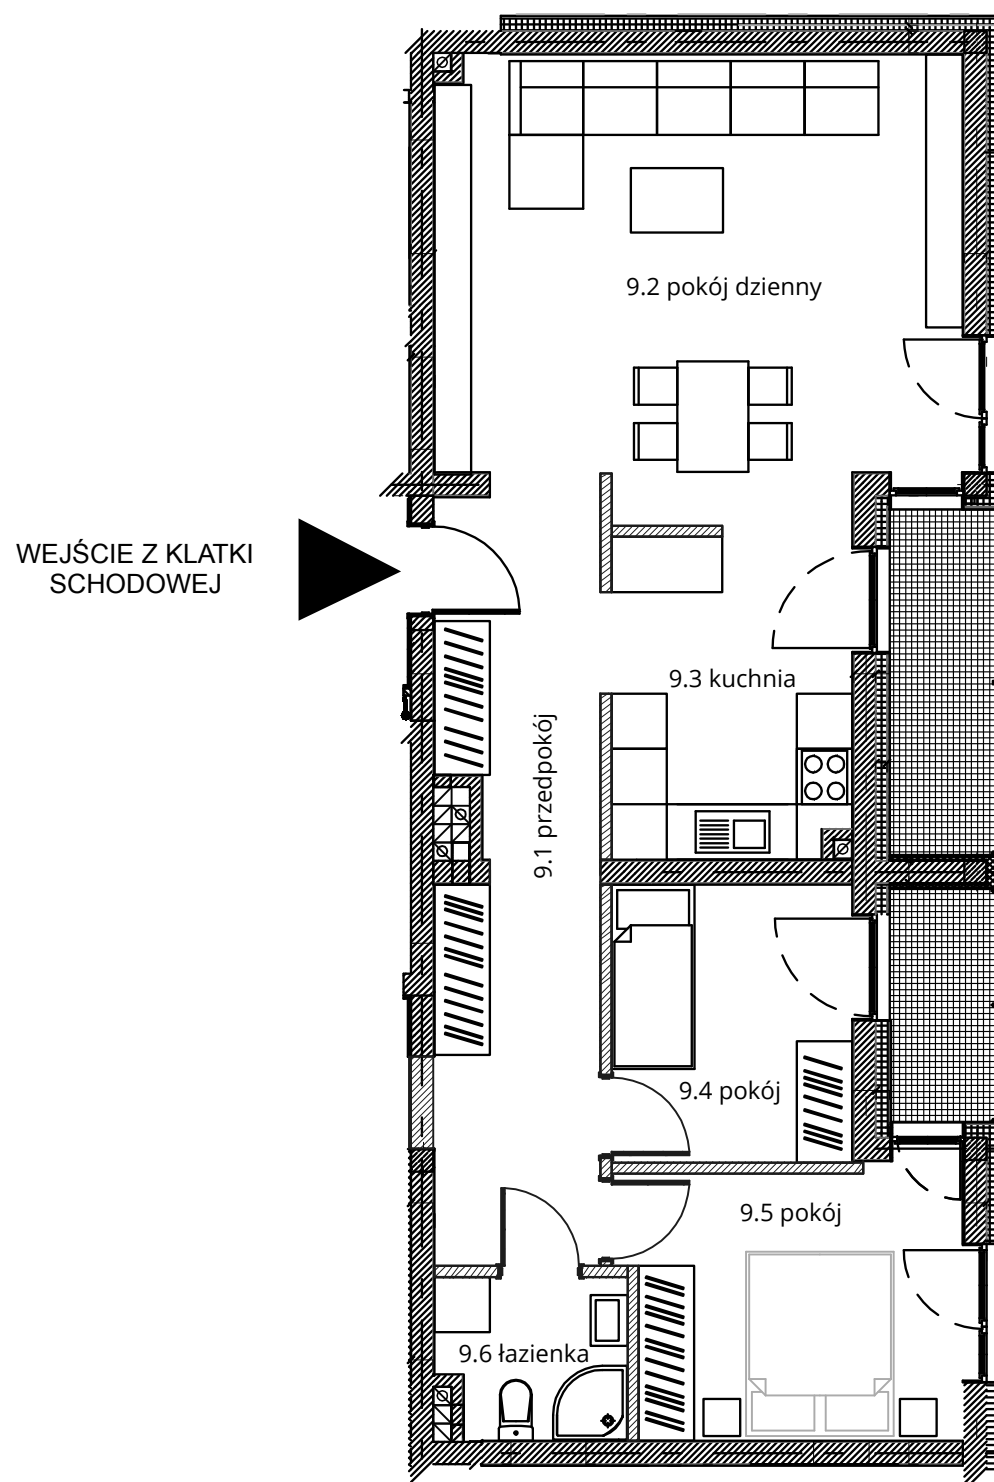 9.2 pokój dzienny
WEJŚCIE Z KLATKI
SCHODOWEJ
9.3 kuchnia
9.1 przedpokój
9.4 pokój
9.5 pokój
9.6 łazienka